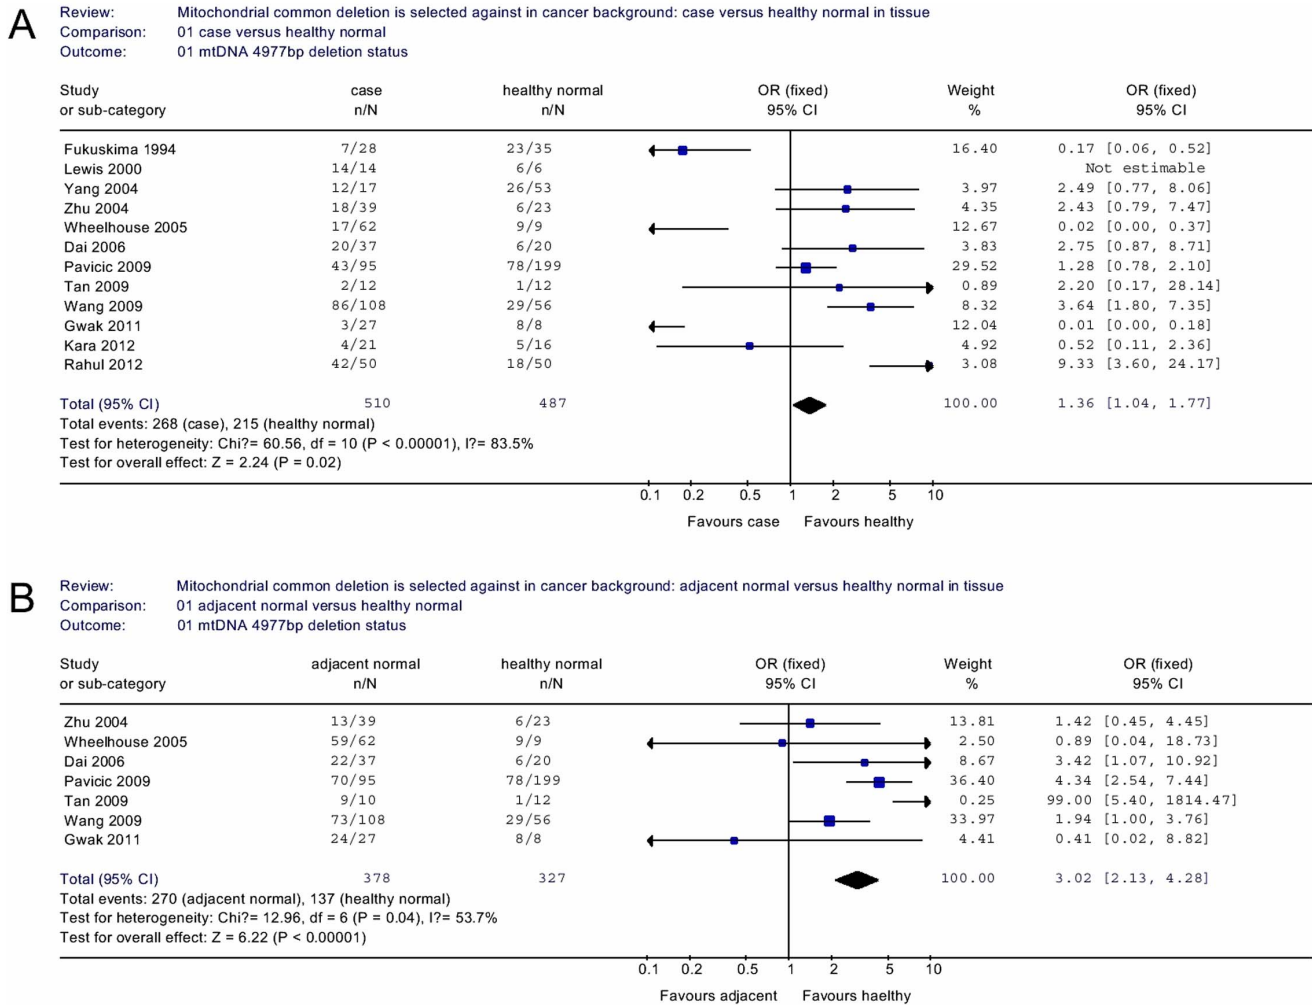 A
Review: Mitochondrial common deletion is selected against in cancer background: case versus healthy normal in tissue
Comparison: 01 case versus healthy normal
Outcome: 01 mtDNA 4977bp deletion status
Study case healthy normal OR (fixed) Weight OR (fixed)
or sub-category n/N n/N 95% CI % 95% CI
Fukuskima 1994 7/28 23/35 16.40 0.17 [0.06, 0.52]
Lewis 2000 14/14 6/6 Not estimable
Yang 2004 12/17 26/53 3.97 2.49 [0.77, 8.06]
Zhu 2004 18/39 6/23 4.35 2.43 [0.79, 7.47]
Wheelhouse 2005 17/62 9/9 12.67 0.02 [0.00, 0.37]
Dai 2006 20/37 6/20 3.83 2.75 [0.87, 8.71]
Pavicic 2009 43/95 78/199 29.52 1.28 [0.78, 2.10]
Tan 2009 2/12 1/12 0.89 2.20 [0.17, 28.14]
Wang 2009 86/108 29/56 8.32 3.64 [1.80, 7.35]
Gwak 2011 3/27 8/8 12.04 0.01 [0.00, 0.18]
Kara 2012 4/21 5/16 4.92 0.52 [0.11, 2.36]
Rahul 2012 42/50 18/50 3.08 9.33 [3.60, 24.17]
Total (95% CI) 510 487 100.00 1.36 [1.04, 1.77]
Total events: 268 (case), 215 (healthy normal)
Test for heterogeneity: Chi?= 60.56, df = 10 (P < 0.00001), I?= 83.5%
Test for overall effect: Z = 2.24 (P = 0.02)
0.1 0.2 0.5 1 2 5 10
Favours case Favours healthy
B
Review: Mitochondrial common deletion is selected against in cancer background: adjacent normal versus healthy normal in tissue
Comparison: 01 adjacent normal versus healthy normal
Outcome: 01 mtDNA 4977bp deletion status
Study adjacent normal healthy normal OR (fixed) Weight OR (fixed)
or sub-category n/N n/N 95% CI % 95% CI
Zhu 2004 13/39 6/23 13.81 1.42 [0.45, 4.45]
Wheelhouse 2005 59/62 9/9 2.50 0.89 [0.04, 18.73]
Dai 2006 22/37 6/20 8.67 3.42 [1.07, 10.92]
Pavicic 2009 70/95 78/199 36.40 4.34 [2.54, 7.44]
Tan 2009 9/10 1/12 0.25 99.00 [5.40, 1814.47]
Wang 2009 73/108 29/56 33.97 1.94 [1.00, 3.76]
Gwak 2011 24/27 8/8 4.41 0.41 [0.02, 8.82]
Total (95% CI) 378 327 100.00 3.02 [2.13, 4.28]
Total events: 270 (adjacent normal), 137 (healthy normal)
Test for heterogeneity: Chi?= 12.96, df = 6 (P = 0.04), I?= 53.7%
Test for overall effect: Z = 6.22 (P < 0.00001)
0.1 0.2 0.5 1 2 5 10
Favours adjacent Favours haelthy